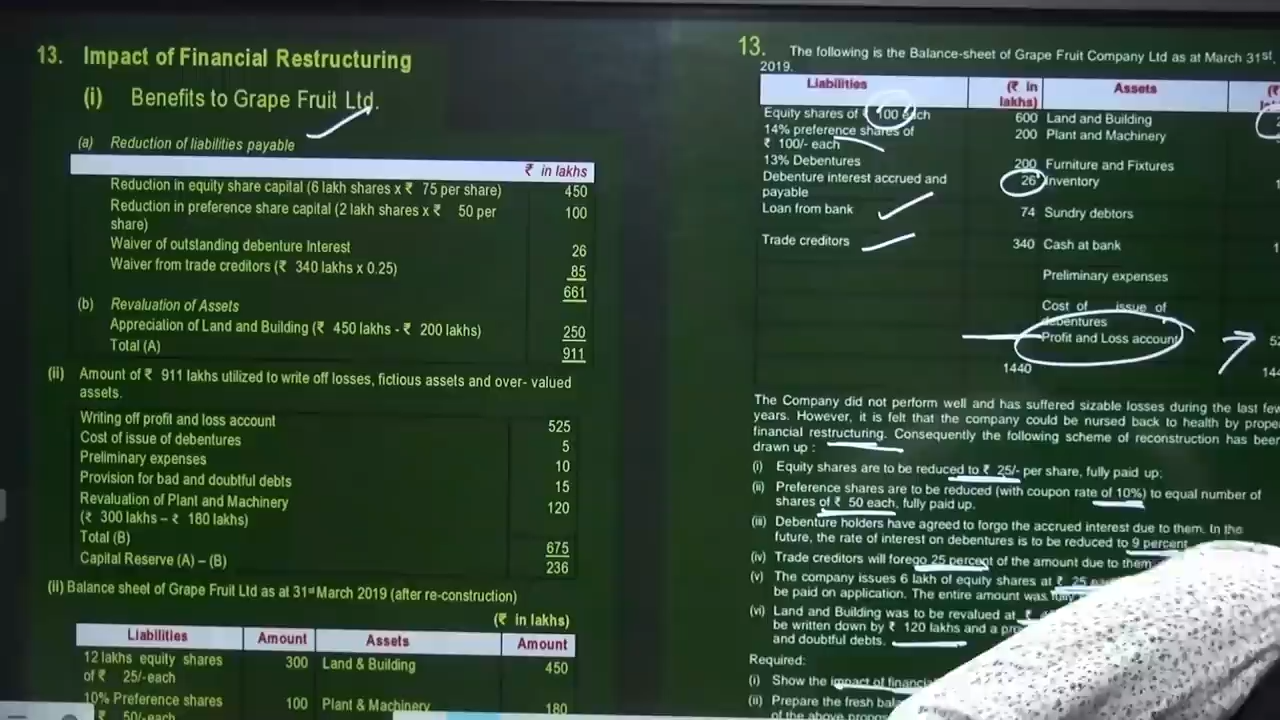 13. Impact of Financial Restructuring
(i) Benefits to Grape Fruit Ltd.
(a) Reduction of liabilities payable
₹ in lakhs
Reduction in equity share capital (6 lakh shares x ₹ 75 per share) 450
Reduction in preference share capital (2 lakh shares x ₹ 50 per 100
share)
Waiver of outstanding debenture Interest 26
Waiver from trade creditors (₹ 340 lakhs x 0.25) 85
661
(b) Revaluation of Assets
Appreciation of Land and Building (₹ 450 lakhs - ₹ 200 lakhs) 250
Total (A) 911
(ii) Amount of ₹ 911 lakhs utilized to write off losses, fictious assets and over- valued
assets.
Writing off profit and loss account 525
Cost of issue of debentures 5
Preliminary expenses 10
Provision for bad and doubtful debts 15
Revaluation of Plant and Machinery 120
(₹ 300 lakhs – ₹ 180 lakhs)
Total (B) 675
Capital Reserve (A) – (B) 236
(ii) Balance sheet of Grape Fruit Ltd as at 31st March 2019 (after re-construction)
(₹ in lakhs)
Liabilities Amount Assets Amount
12 lakhs equity shares 300 Land & Building 450
of ₹ 25/-each
10% Preference shares 100 Plant & Machinery 180
₹ 50/-each
13. The following is the Balance-sheet of Grape Fruit Company Ltd as at March 31st
2019.
Liabilities (₹ in Assets
lakhs)
Equity shares of 100 each 600 Land and Building
14% preference shares of 200 Plant and Machinery
₹ 100/- each
13% Debentures 200 Furniture and Fixtures
Debenture interest accrued and 26 Inventory
payable
Loan from bank 74 Sundry debtors
Trade creditors 340 Cash at bank
Preliminary expenses
Cost of issue of
debentures
Profit and Loss account
1440
The Company did not perform well and has suffered sizable losses during the last few
years. However, it is felt that the company could be nursed back to health by
financial restructuring. Consequently the following scheme of reconstruction has been
drawn up :
(i) Equity shares are to be reduced to ₹ 25/- per share, fully paid up;
(ii) Preference shares are to be reduced (with coupon rate of 10%) to equal number of
shares of ₹ 50 each, fully paid up.
(iii) Debenture holders have agreed to forgo the accrued interest due to them. In the
future, the rate of interest on debentures is to be reduced to 9 percent
(iv) Trade creditors will forego 25 percent of the amount due to them
(v) The company issues 6 lakh of equity shares at ₹ 25
be paid on application. The entire amount was
(vi) Land and Building was to be revalued at ₹
be written down by ₹ 120 lakhs and a
and doubtful debts.
Required:
(i) Show the impact of
(ii) Prepare the fresh
of the above